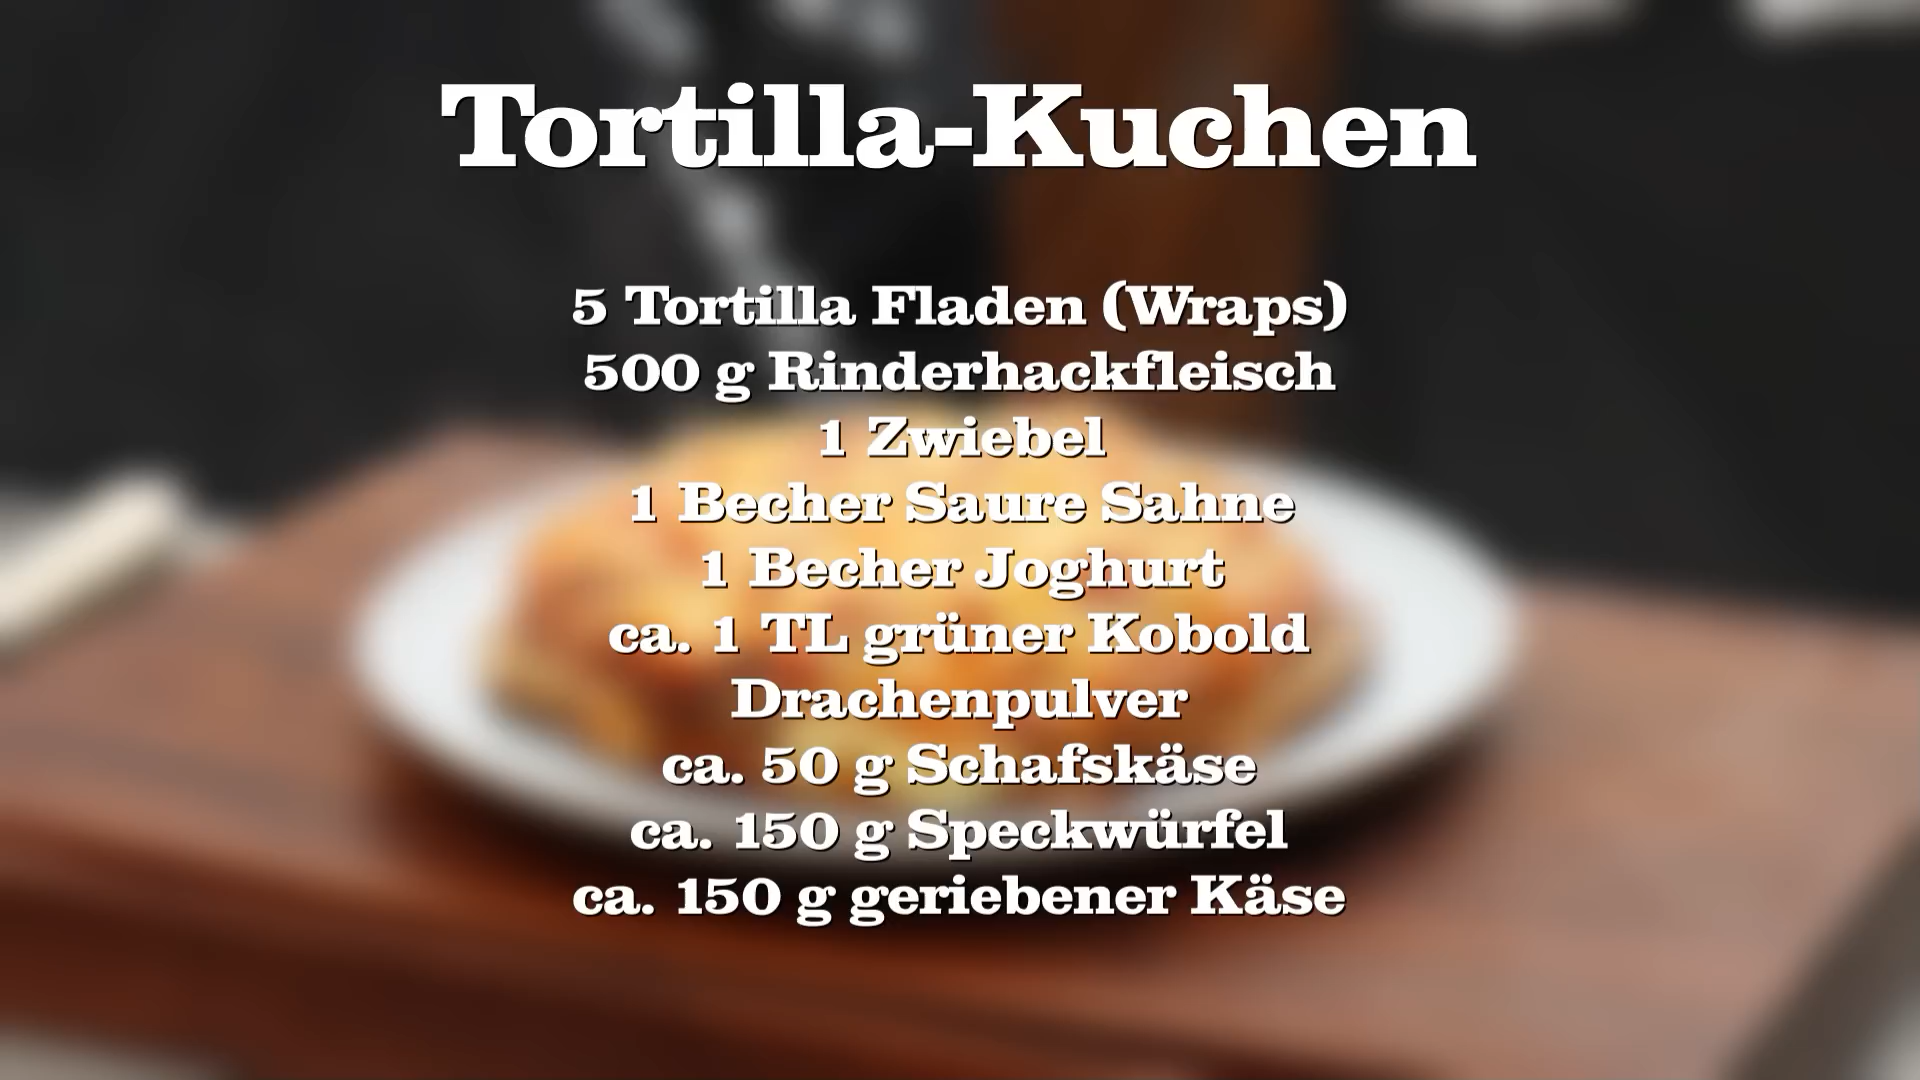 Tortilla-Kuchen
5 Tortilla Fladen (Wraps)
500 g Rinderhackfleisch
1 Zwiebel
1 Becher Saure Sahne
1 Becher Joghurt
ca. 1 TL grüner Kobold
Drachenpulver
ca. 50 g Schafskäse
ca. 150 g Speckwürfel
ca. 150 g geriebener Käse